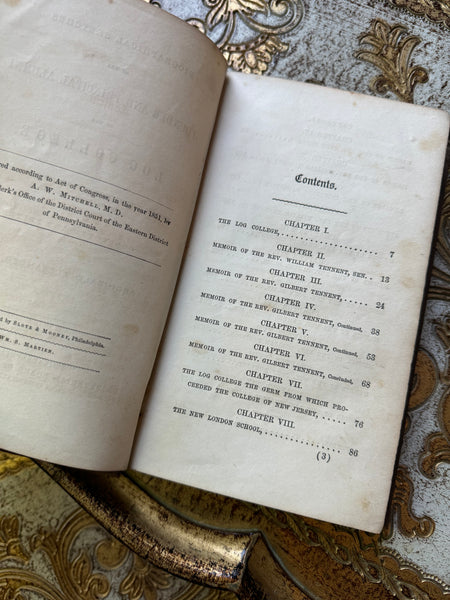 red according to Act of Congress, in the year 1851, by
A. W. MITCHELL, M. D.
lerk's Office of the District Court of the Eastern District
of Pennsylvania.
d by SLOTE & MOONEY, Philadelphia.
WM. S. MARTIEN.
Contents.
CHAPTER I.
THE LOG COLLEGE, . . . . . . . . . . 7
CHAPTER II.
MEMOIR OF THE REV. WILLIAM TENNENT, SEN. . . 13
CHAPTER III.
MEMOIR OF THE REV. GILBERT TENNENT, . . . . . 24
CHAPTER IV.
MEMOIR OF THE REV. GILBERT TENNENT, Continued, 38
CHAPTER V.
MEMOIR OF THE REV. GILBERT TENNENT, Continued, 53
CHAPTER VI.
MEMOIR OF THE REV. GILBERT TENNENT, Concluded, 68
CHAPTER VII.
THE LOG COLLEGE THE GERM FROM WHICH PRO-
CEEDED THE COLLEGE OF NEW JERSEY, . . . . . 76
CHAPTER VIII.
THE NEW LONDON SCHOOL, . . . . . . . . 86
(3)